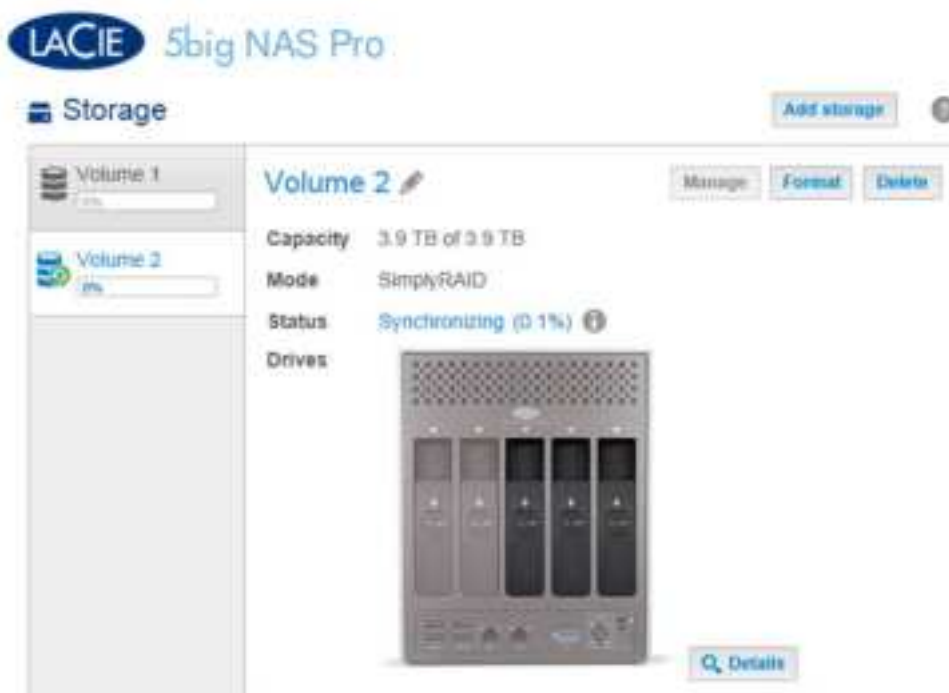 LACIE 5big NAS Pro
Storage
Add storage
Volume 1
Volume 2
0%
Volume 2
Manage
Format
Delete
Capacity 3.9 TB of 3.9 TB
Mode SimplyRAID
Status Synchronizing (0.1%)
Drives
Details